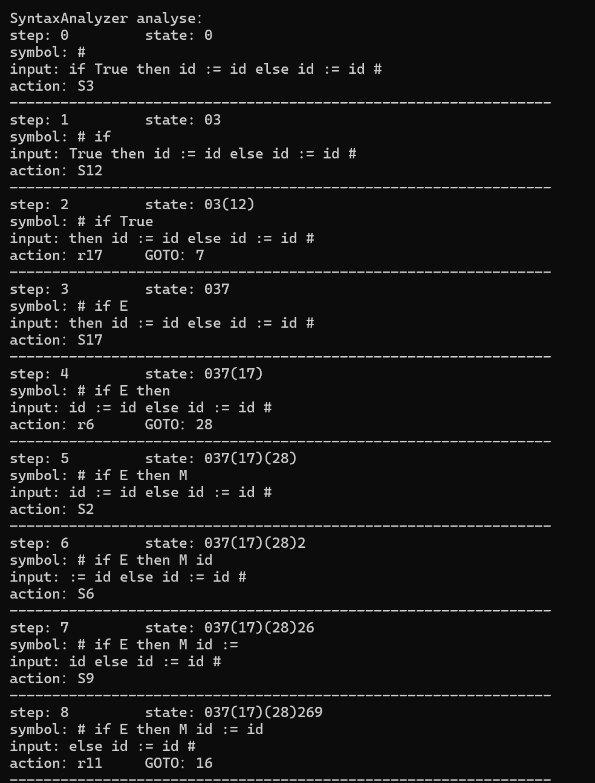 SyntaxAnalyzer analyse:
step: 0 state: 0
symbol: #
input: if True then id := id else id := id #
action: S3
----------------------------------------------------------------
step: 1 state: 03
symbol: # if
input: True then id := id else id := id #
action: S12
----------------------------------------------------------------
step: 2 state: 03(12)
symbol: # if True
input: then id := id else id := id #
action: r17 GOTO: 7
----------------------------------------------------------------
step: 3 state: 037
symbol: # if E
input: then id := id else id := id #
action: S17
----------------------------------------------------------------
step: 4 state: 037(17)
symbol: # if E then
input: id := id else id := id #
action: r6 GOTO: 28
----------------------------------------------------------------
step: 5 state: 037(17)(28)
symbol: # if E then M
input: id := id else id := id #
action: S2
----------------------------------------------------------------
step: 6 state: 037(17)(28)2
symbol: # if E then M id
input: := id else id := id #
action: S6
----------------------------------------------------------------
step: 7 state: 037(17)(28)26
symbol: # if E then M id :=
input: id else id := id #
action: S9
----------------------------------------------------------------
step: 8 state: 037(17)(28)269
symbol: # if E then M id := id
input: else id := id #
action: r11 GOTO: 16
----------------------------------------------------------------